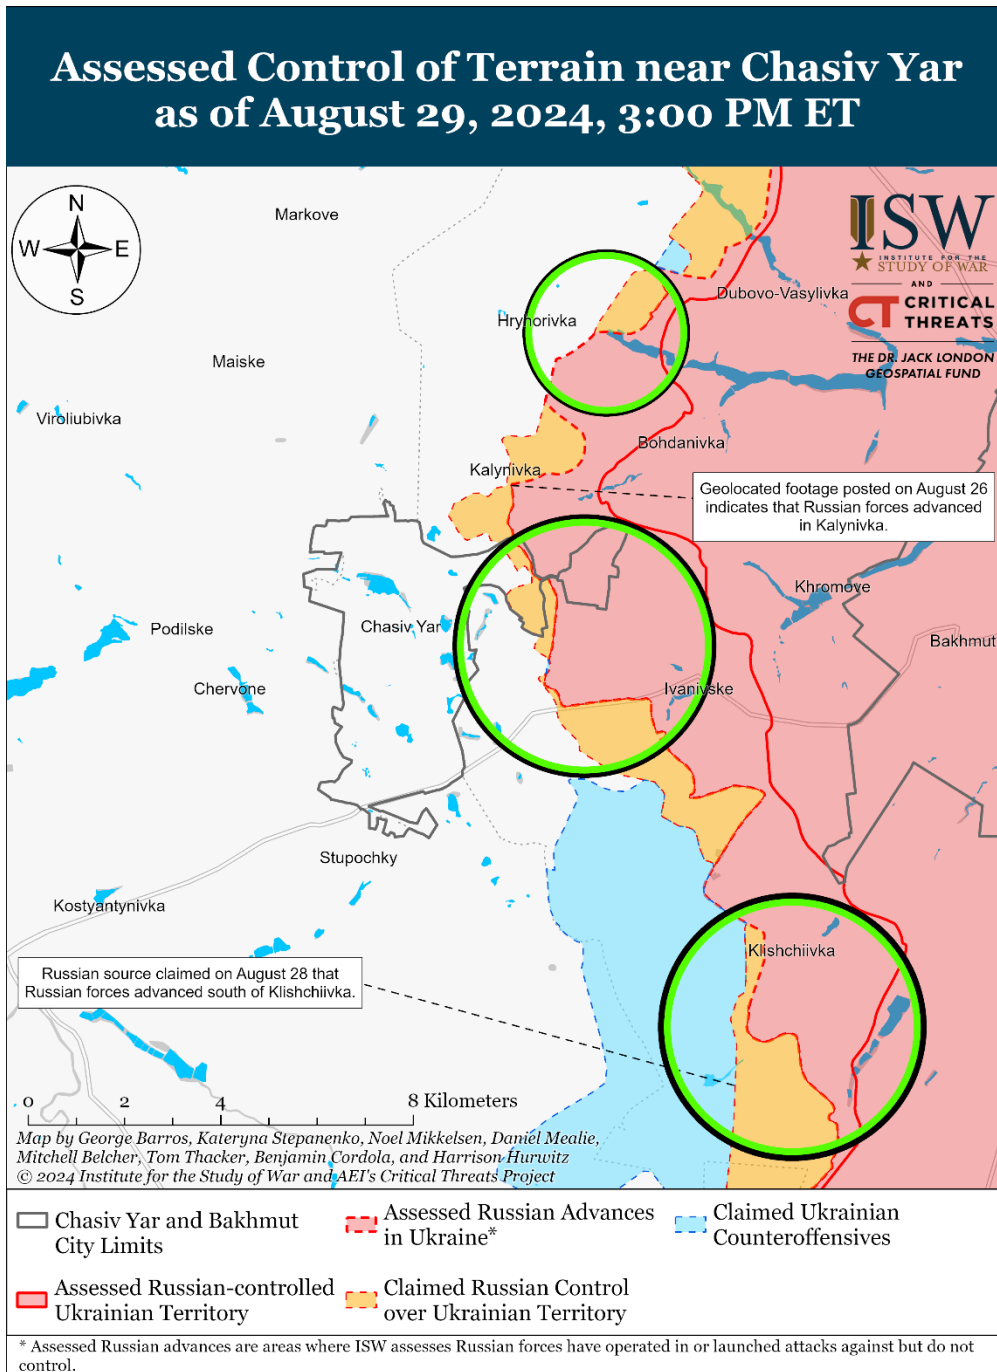 Assessed Control of Terrain near Chasiv Yar
as of August 29, 2024, 3:00 PM ET
N
W
E
S
Markove
ISW
INSTITUTE FOR THE
STUDY OF WAR
AND
CT CRITICAL
THREATS
THE DR. JACK LONDON
GEOSPATIAL FUND
Dubovo-Vasylivka
Hryhorivka
Maiske
Viroliubivka
Bohdanivka
Kalynivka
Geolocated footage posted on August 26
indicates that Russian forces advanced
in Kalynivka.
Khromove
Podilske
Chasiv Yar
Bakhmut
Chervone
Ivanivske
Stupochky
Kostyantynivka
Klishchiivka
Russian source claimed on August 28 that
Russian forces advanced south of Klishchiivka.
0 2 4 8 Kilometers
Map by George Barros, Kateryna Stepanenko, Noel Mikkelsen, Daniel Mealie,
Mitchell Belcher, Tom Thacker, Benjamin Cordola, and Harrison Hurwitz
© 2024 Institute for the Study of War and AEI's Critical Threats Project
Chasiv Yar and Bakhmut
City Limits
Assessed Russian Advances
in Ukraine*
Claimed Ukrainian
Counteroffensives
Assessed Russian-controlled
Ukrainian Territory
Claimed Russian Control
over Ukrainian Territory
* Assessed Russian advances are areas where ISW assesses Russian forces have operated in or launched attacks against but do not
control.